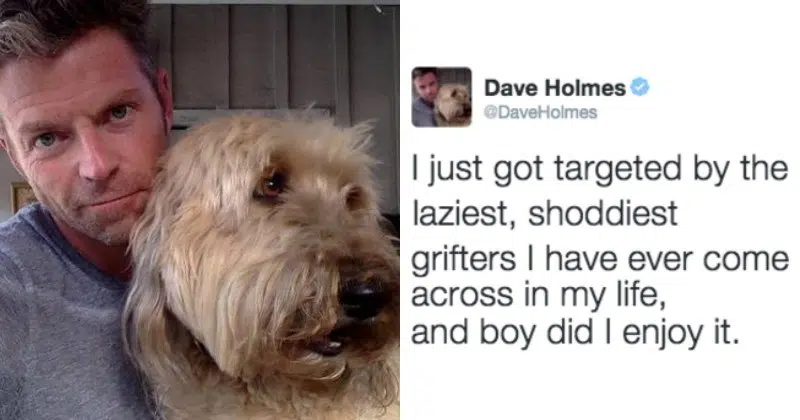 Dave Holmes
@DaveHolmes
I just got targeted by the
laziest, shoddiest
grifters I have ever come
across in my life,
and boy did I enjoy it.